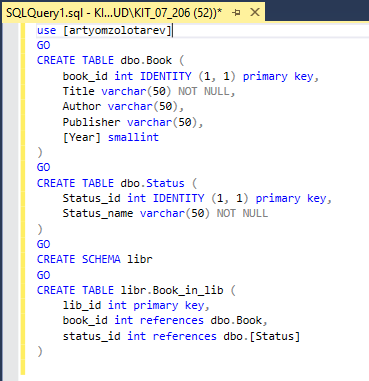 SQLQuery1.sql - KI...UD\KIT_07_206 (52))*
use [artyomzolotarev]
GO
CREATE TABLE dbo.Book (
book_id int IDENTITY (1, 1) primary key,
Title varchar(50) NOT NULL,
Author varchar(50),
Publisher varchar(50),
[Year] smallint
)
GO
CREATE TABLE dbo.Status (
Status_id int IDENTITY (1, 1) primary key,
Status_name varchar(50) NOT NULL
)
GO
CREATE SCHEMA libr
GO
CREATE TABLE libr.Book_in_lib (
lib_id int primary key,
book_id int references dbo.Book,
status_id int references dbo.[Status]
)